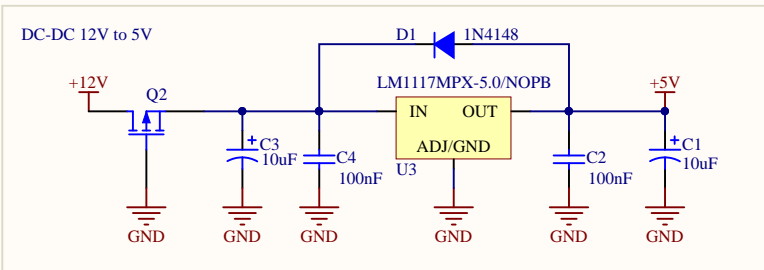 DC-DC 12V to 5V
D1 1N4148
+12V
Q2
LM1117MPX-5.0/NOPB
+5V
IN OUT
ADJ/GND
U3
+
C3
10uF
C4
100nF
C2
100nF
+
C1
10uF
GND
GND
GND
GND
GND
GND